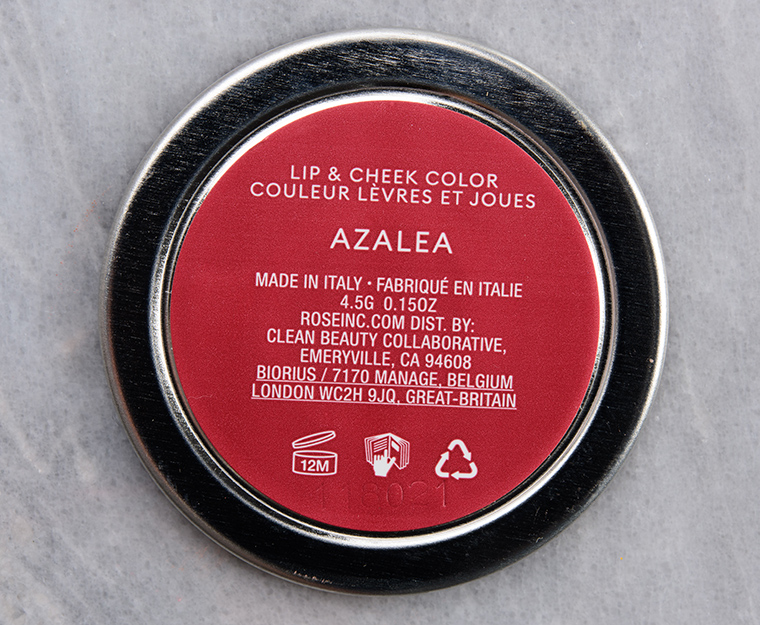 LIP & CHEEK COLOR
COULEUR LÈVRES ET JOUES
AZALEA
MADE IN ITALY • FABRIQUÉ EN ITALIE
4.5G 0.15OZ
ROSEINC.COM DIST. BY:
CLEAN BEAUTY COLLABORATIVE,
EMERYVILLE, CA 94608
BIORIUS / 7170 MANAGE, BELGIUM
LONDON WC2H 9JQ, GREAT-BRITAIN
12M